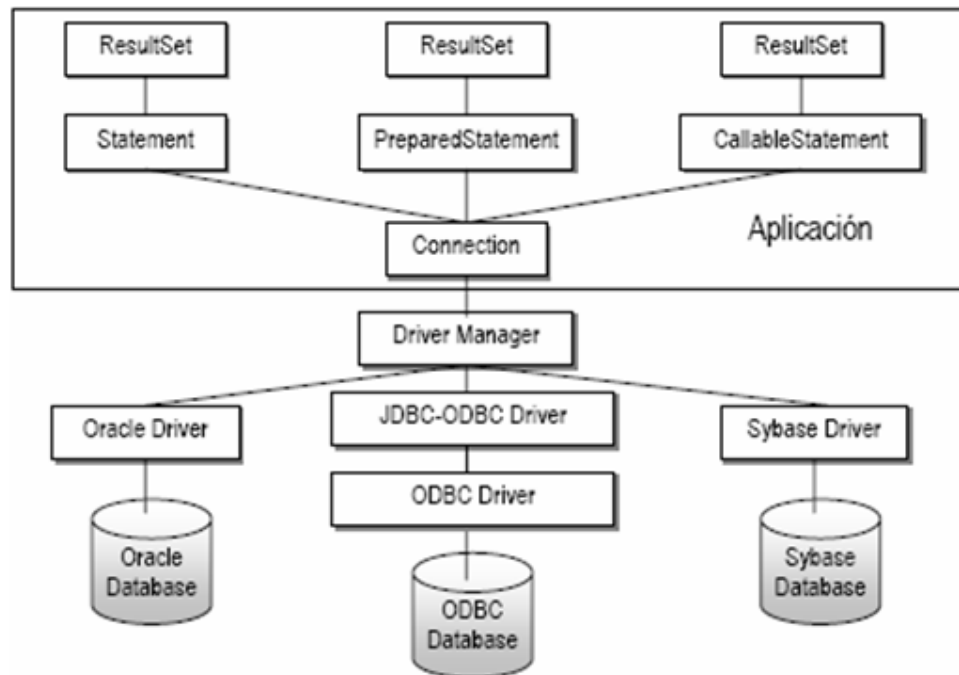 ResultSet
ResultSet
ResultSet
Statement
PreparedStatement
CallableStatement
Connection
Aplicación
Driver Manager
Oracle Driver
JDBC-ODBC Driver
Sybase Driver
ODBC Driver
Oracle
Database
ODBC
Database
Sybase
Database